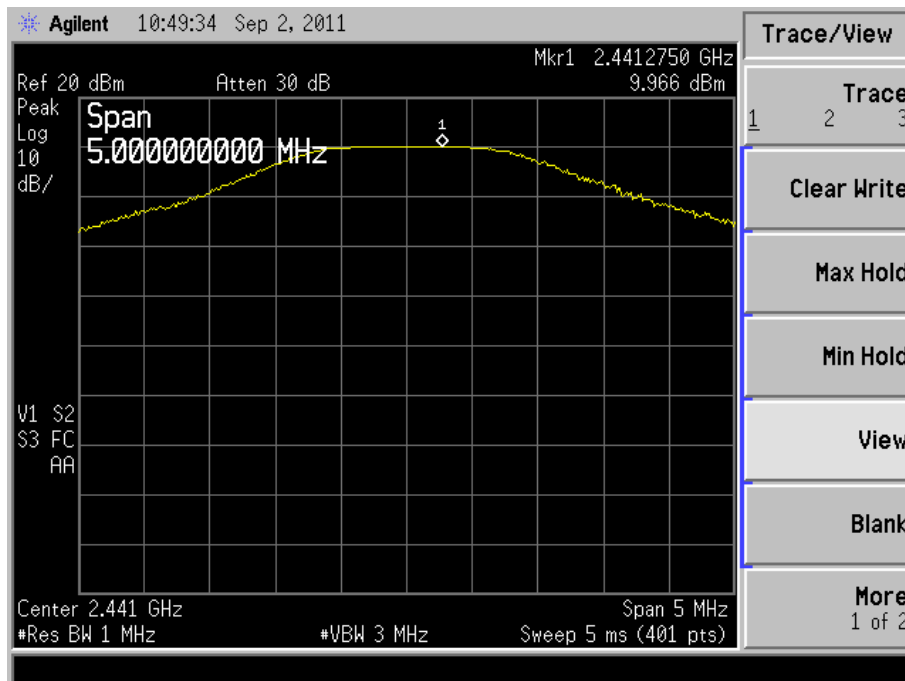 Agilent 10:49:34 Sep 2, 2011
Trace/View
Mkr1 2.4412750 GHz
Ref 20 dBm Atten 30 dB 9.966 dBm
Peak
Log
10
dB/
Span
5.000000000 MHz
1
V1 S2
S3 FC
AA
Center 2.441 GHz Span 5 MHz
#Res BW 1 MHz #VBW 3 MHz Sweep 5 ms (401 pts)
Trace
1 2 3
Clear Write
Max Hold
Min Hold
View
Blank
More
1 of 2